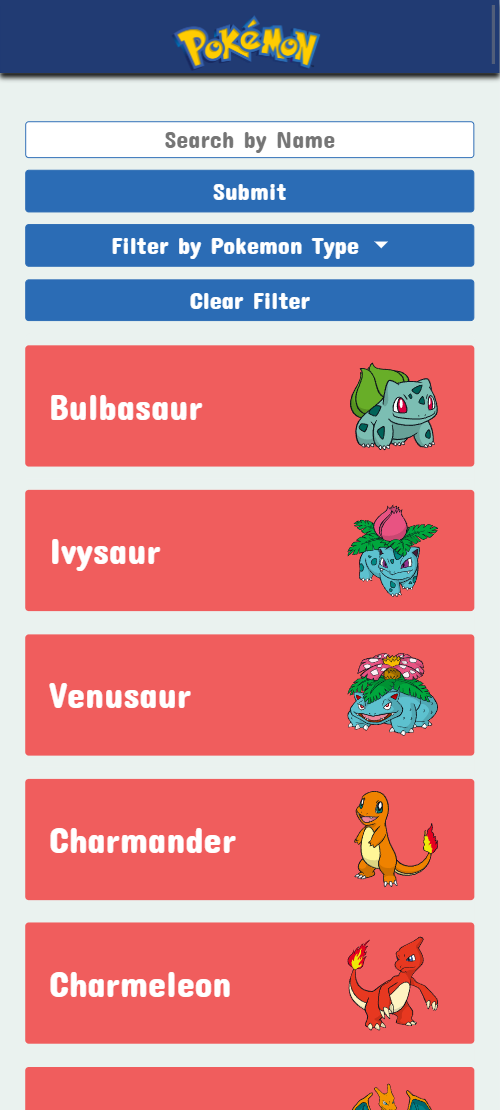 Pokémon
Search by Name
Submit
Filter by Pokemon Type
Clear Filter
Bulbasaur
Ivysaur
Venusaur
Charmander
Charmeleon